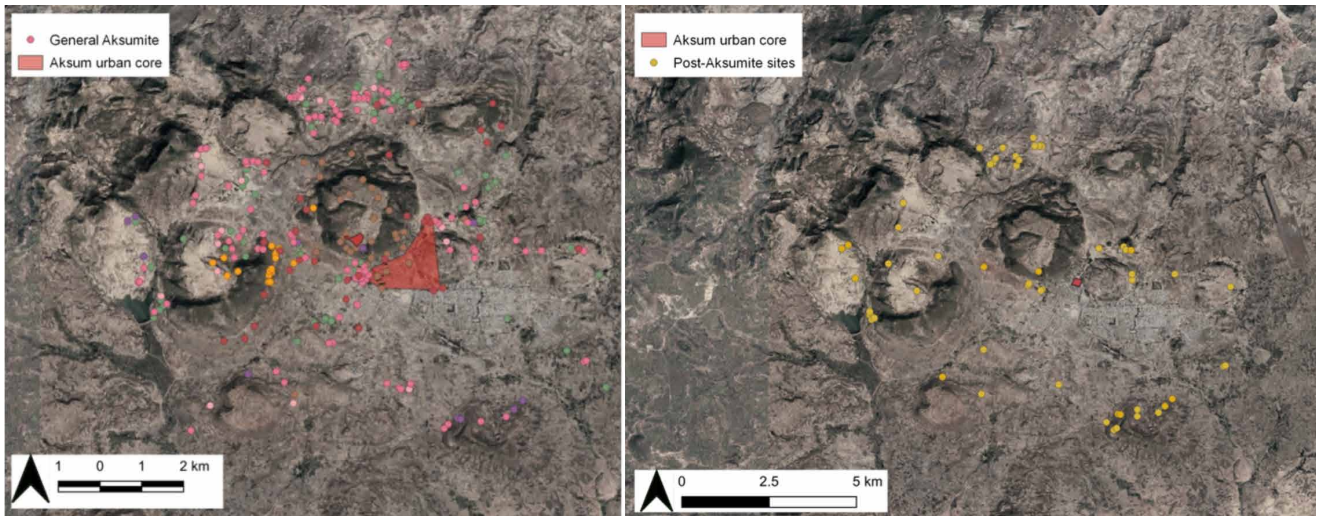 General Aksumite
Aksum urban core
1 0 1 2 km
Aksum urban core
Post-Aksumite sites
0 2.5 5 km